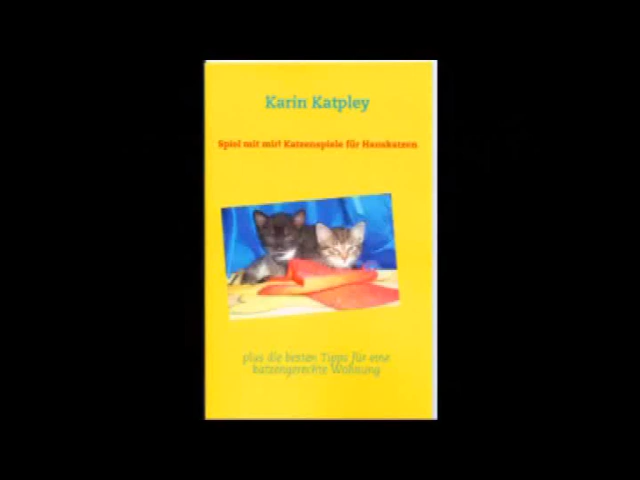 Karin Katpley
Spiel mit mir! Katzenspiele für Hauskatzen
plus die besten Tipps für eine
katzengerechte Wohnung